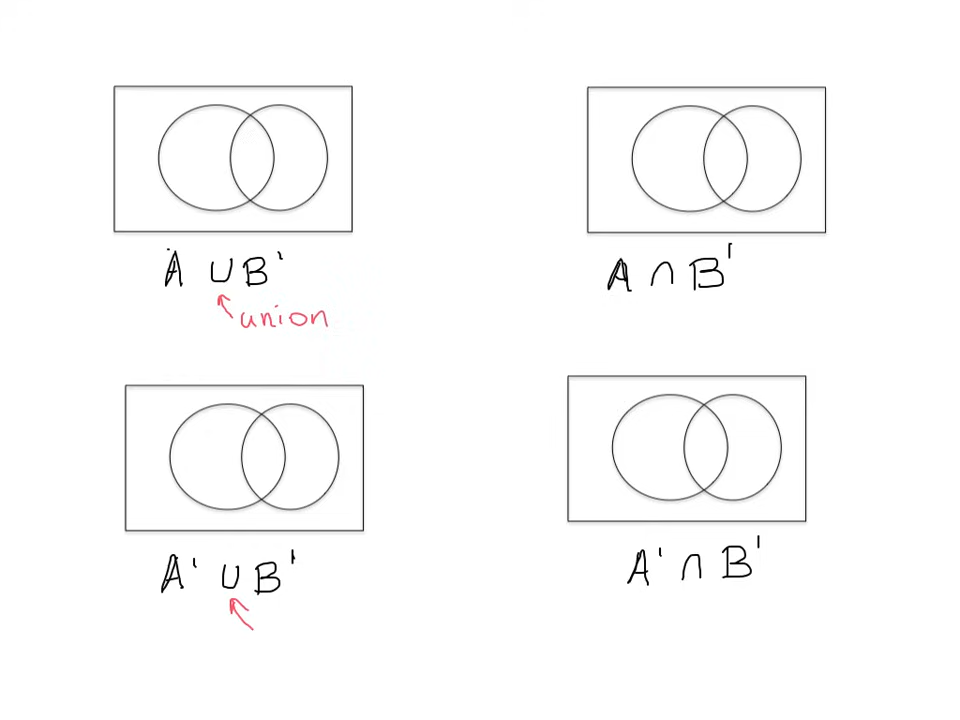 A ∪ B'
union
A ∩ B'
A' ∪ B'
A' ∩ B'